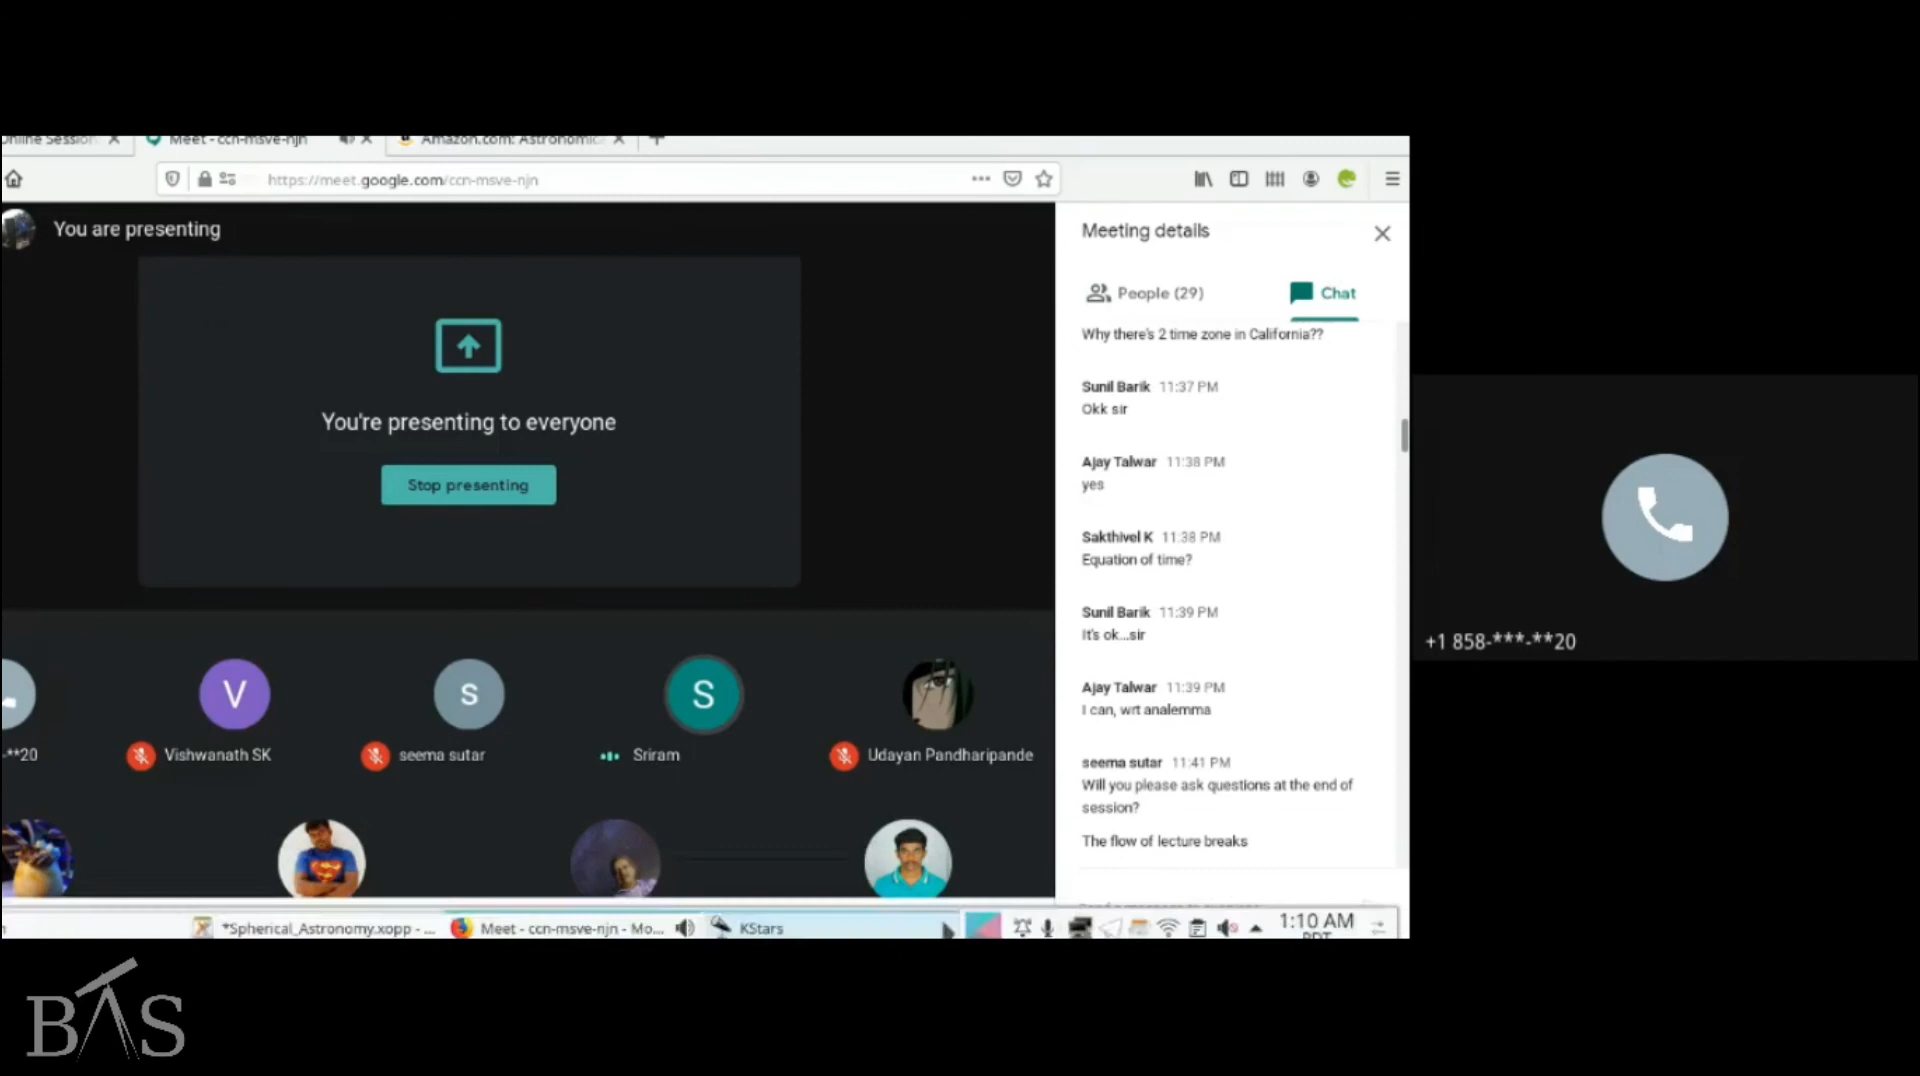 Online Session
Meet - ccn-msve-njn
Amazon.com: Astronomic
https://meet.google.com/ccn-msve-njn
You are presenting
You're presenting to everyone
Stop presenting
-**20
V
Vishwanath SK
s
seema sutar
S
Sriram
Udayan Pandharipande
Meeting details
People (29)
Chat
Why there's 2 time zone in California??
Sunil Barik 11:37 PM
Okk sir
Ajay Talwar 11:38 PM
yes
Sakthivel K 11:38 PM
Equation of time?
Sunil Barik 11:39 PM
It's ok...sir
Ajay Talwar 11:39 PM
I can, wrt analemma
seema sutar 11:41 PM
Will you please ask questions at the end of
session?
The flow of lecture breaks
*Spherical_Astronomy.xopp - ...
Meet - ccn-msve-njn - Mo...
KStars
1:10 AM
PDT
+1 858-***-**20
BAS